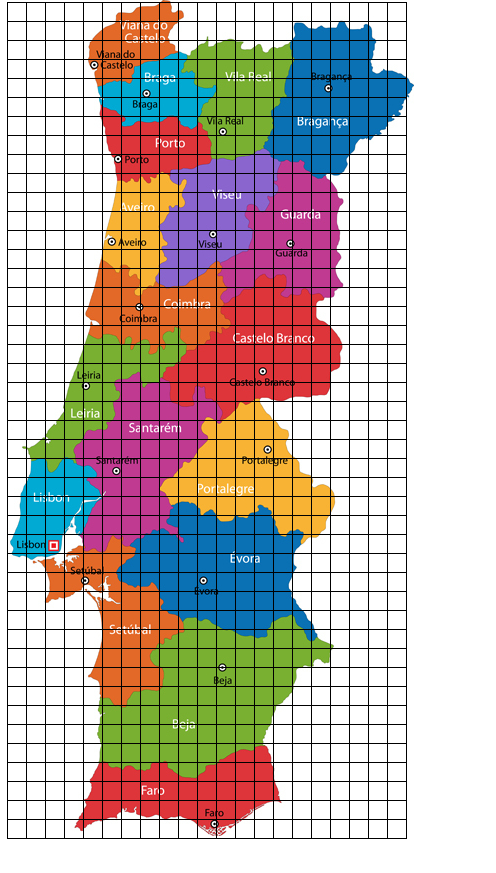 Viana do
Castelo
Viana do
Castelo
Braga
Braga
Vila Real
Vila Real
Bragança
Bragança
Porto
Porto
Aveiro
Aveiro
Viseu
Viseu
Guarda
Guarda
Coimbra
Coimbra
Castelo Branco
Castelo Branco
Leiria
Leiria
Santarém
Santarém
Portalegre
Portalegre
Lisbon
Lisbon
Setúbal
Setúbal
Évora
Évora
Beja
Beja
Faro
Faro